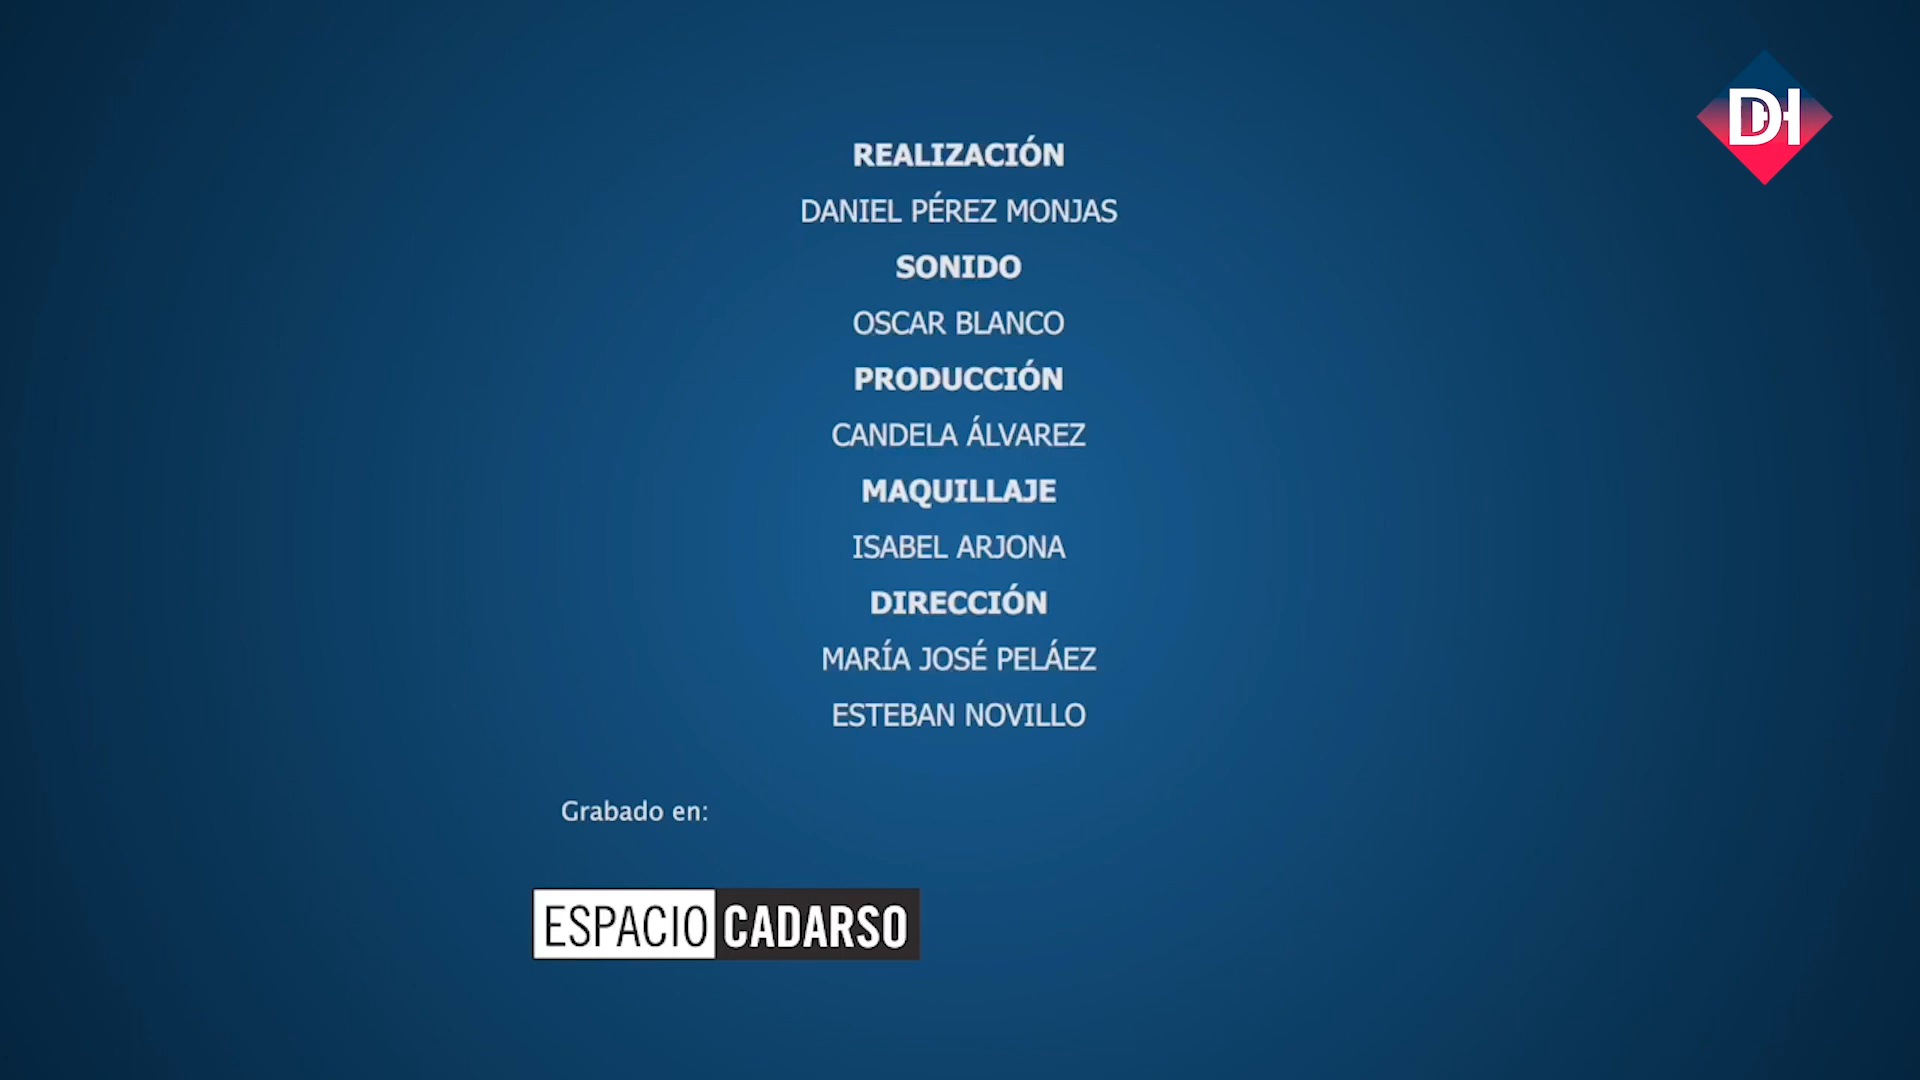 DH
REALIZACIÓN
DANIEL PÉREZ MONJAS
SONIDO
OSCAR BLANCO
PRODUCCIÓN
CANDELA ÁLVAREZ
MAQUILLAJE
ISABEL ARJONA
DIRECCIÓN
MARÍA JOSÉ PELÁEZ
ESTEBAN NOVILLO
Grabado en:
ESPACIO CADARSO